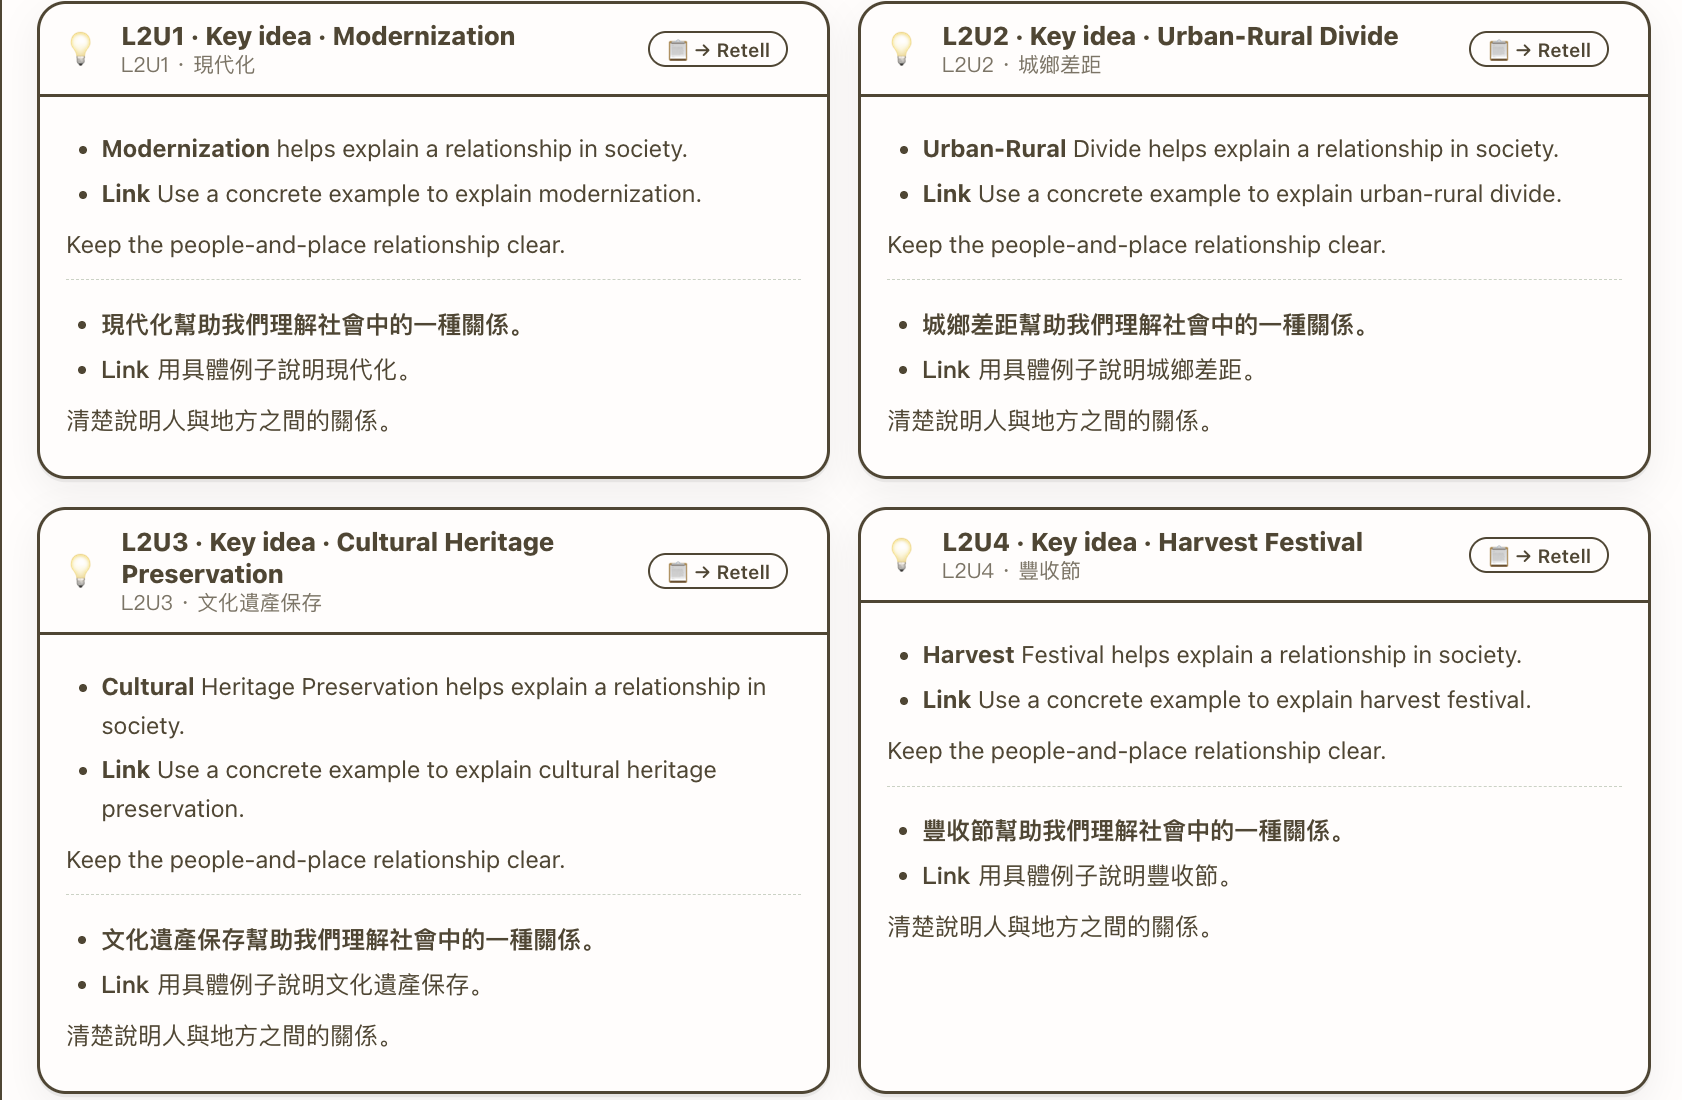 L2U1 · Key idea · Modernization
L2U1 · 現代化
→ Retell
Modernization helps explain a relationship in society.
Link Use a concrete example to explain modernization.
Keep the people-and-place relationship clear.
現代化幫助我們理解社會中的一種關係。
Link 用具體例子說明現代化。
清楚說明人與地方之間的關係。
L2U2 · Key idea · Urban-Rural Divide
L2U2 · 城鄉差距
→ Retell
Urban-Rural Divide helps explain a relationship in society.
Link Use a concrete example to explain urban-rural divide.
Keep the people-and-place relationship clear.
城鄉差距幫助我們理解社會中的一種關係。
Link 用具體例子說明城鄉差距。
清楚說明人與地方之間的關係。
L2U3 · Key idea · Cultural Heritage
Preservation
L2U3 · 文化遺產保存
→ Retell
Cultural Heritage Preservation helps explain a relationship in
society.
Link Use a concrete example to explain cultural heritage
preservation.
Keep the people-and-place relationship clear.
文化遺產保存幫助我們理解社會中的一種關係。
Link 用具體例子說明文化遺產保存。
清楚說明人與地方之間的關係。
L2U4 · Key idea · Harvest Festival
L2U4 · 豐收節
→ Retell
Harvest Festival helps explain a relationship in society.
Link Use a concrete example to explain harvest festival.
Keep the people-and-place relationship clear.
豐收節幫助我們理解社會中的一種關係。
Link 用具體例子說明豐收節。
清楚說明人與地方之間的關係。